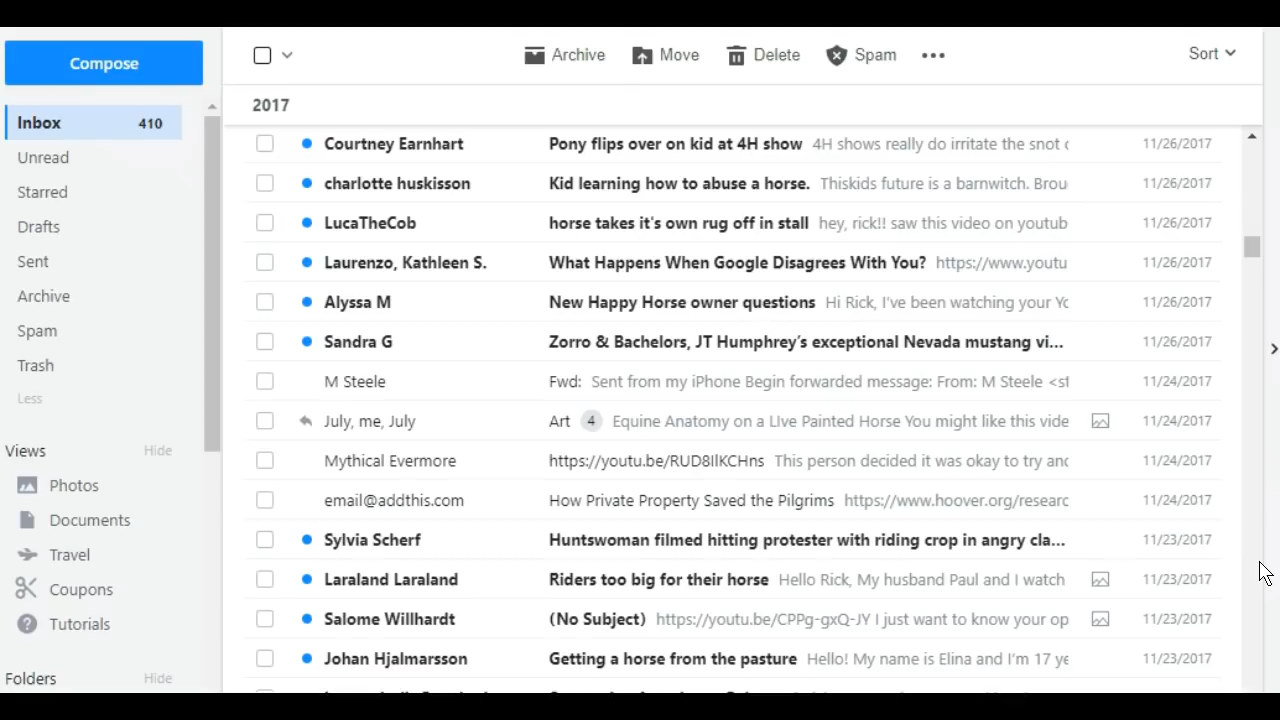 Compose
Archive Move Delete Spam Sort
2017
Inbox 410
Unread
Starred
Drafts
Sent
Archive
Spam
Trash
Less
Views Hide
Photos
Documents
Travel
Coupons
Tutorials
Folders Hide
Courtney Earnhart Pony flips over on kid at 4H show 4H shows really do irritate the snot 11/26/2017
charlotte huskisson Kid learning how to abuse a horse. Thiskids future is a barnwitch. Brou 11/26/2017
LucaTheCob horse takes it's own rug off in stall hey, rick!! saw this video on youtub 11/26/2017
Laurenzo, Kathleen S. What Happens When Google Disagrees With You? https://www.youtu 11/26/2017
Alyssa M New Happy Horse owner questions Hi Rick, I've been watching your Yo 11/26/2017
Sandra G Zorro & Bachelors, JT Humphrey's exceptional Nevada mustang vi... 11/26/2017
M Steele Fwd: Sent from my iPhone Begin forwarded message: From: M Steele <st 11/24/2017
July, me, July Art 4 Equine Anatomy on a LIve Painted Horse You might like this vide 11/24/2017
Mythical Evermore https://youtu.be/RUD8IlKCHns This person decided it was okay to try and 11/24/2017
email@addthis.com How Private Property Saved the Pilgrims https://www.hoover.org/researc 11/24/2017
Sylvia Scherf Huntswoman filmed hitting protester with riding crop in angry cla... 11/23/2017
Laraland Laraland Riders too big for their horse Hello Rick, My husband Paul and I watch 11/23/2017
Salome Willhardt (No Subject) https://youtu.be/CPPg-gxQ-JY I just want to know your op 11/23/2017
Johan Hjalmarsson Getting a horse from the pasture Hello! My name is Elina and I'm 17 ye 11/23/2017